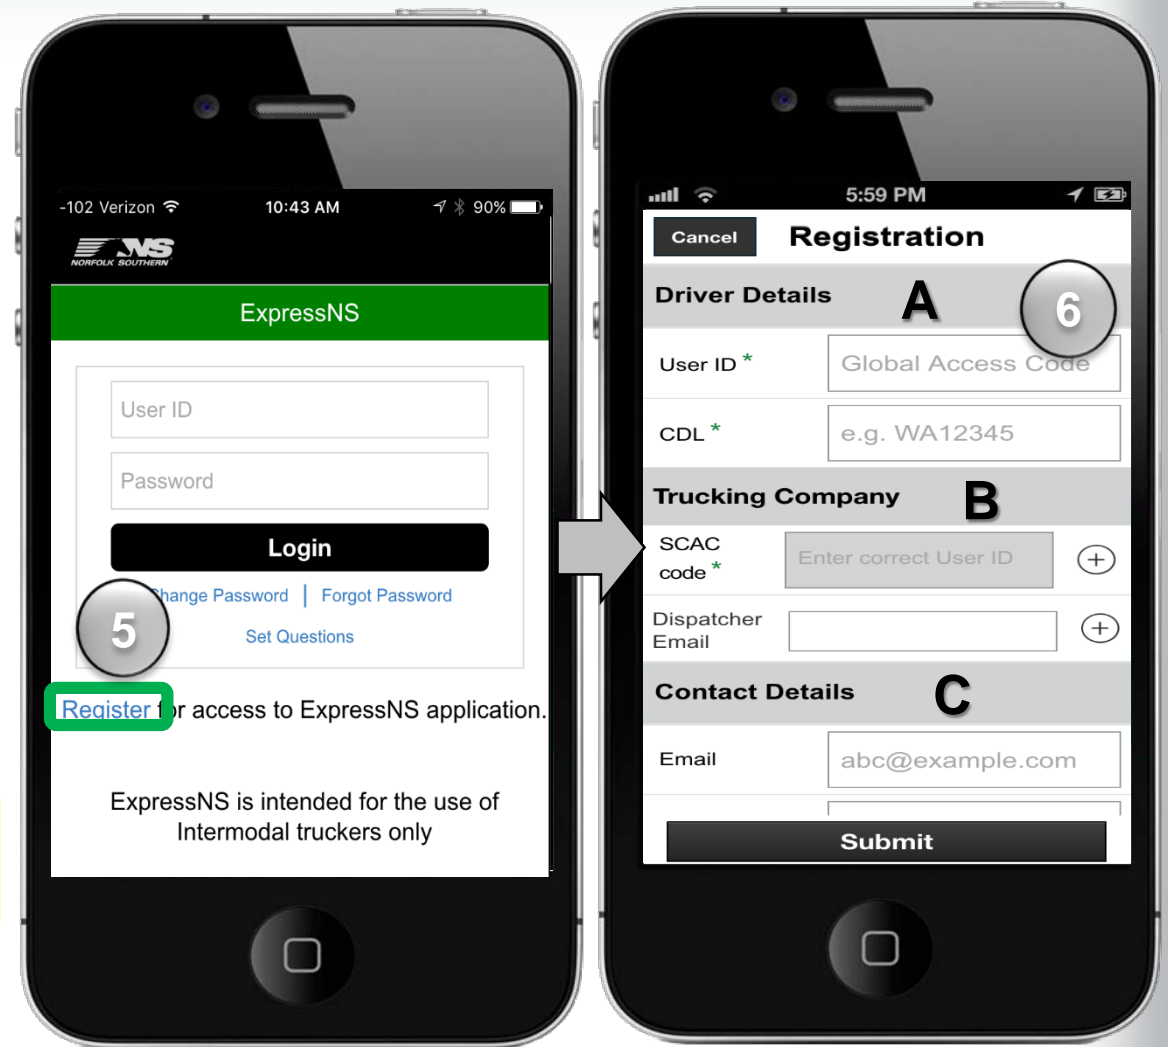 -102 Verizon 10:43 AM 90%
NS
NORFOLK SOUTHERN
ExpressNS
User ID
Password
Login
Change Password | Forgot Password
5
Set Questions
Register for access to ExpressNS application.
ExpressNS is intended for the use of
Intermodal truckers only
5:59 PM
Cancel Registration
Driver Details A 6
User ID * Global Access Code
CDL * e.g. WA12345
Trucking Company B
SCAC
code * Enter correct User ID +
Dispatcher
Email +
Contact Details C
Email abc@example.com
Submit